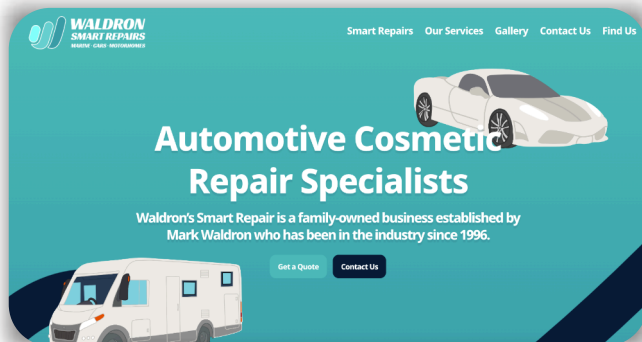 WALDRON
SMART REPAIRS
MARINE · CARS · MOTORHOMES
Smart Repairs Our Services Gallery Contact Us Find Us
Automotive Cosmetic
Repair Specialists
Waldron's Smart Repair is a family-owned business established by
Mark Waldron who has been in the industry since 1996.
Get a Quote Contact Us